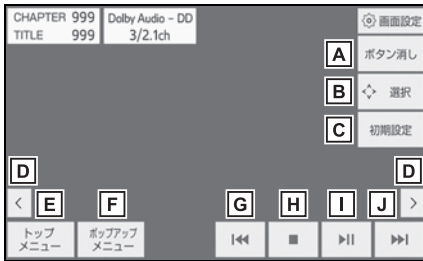 CHAPTER 999
TITLE 999
Dolby Audio - DD
3/2.1ch
画面設定
A
ボタン消し
B
選択
C
初期設定
D
D
E
F
G
H
I
J
トップ
メニュー
ポップアップ
メニュー